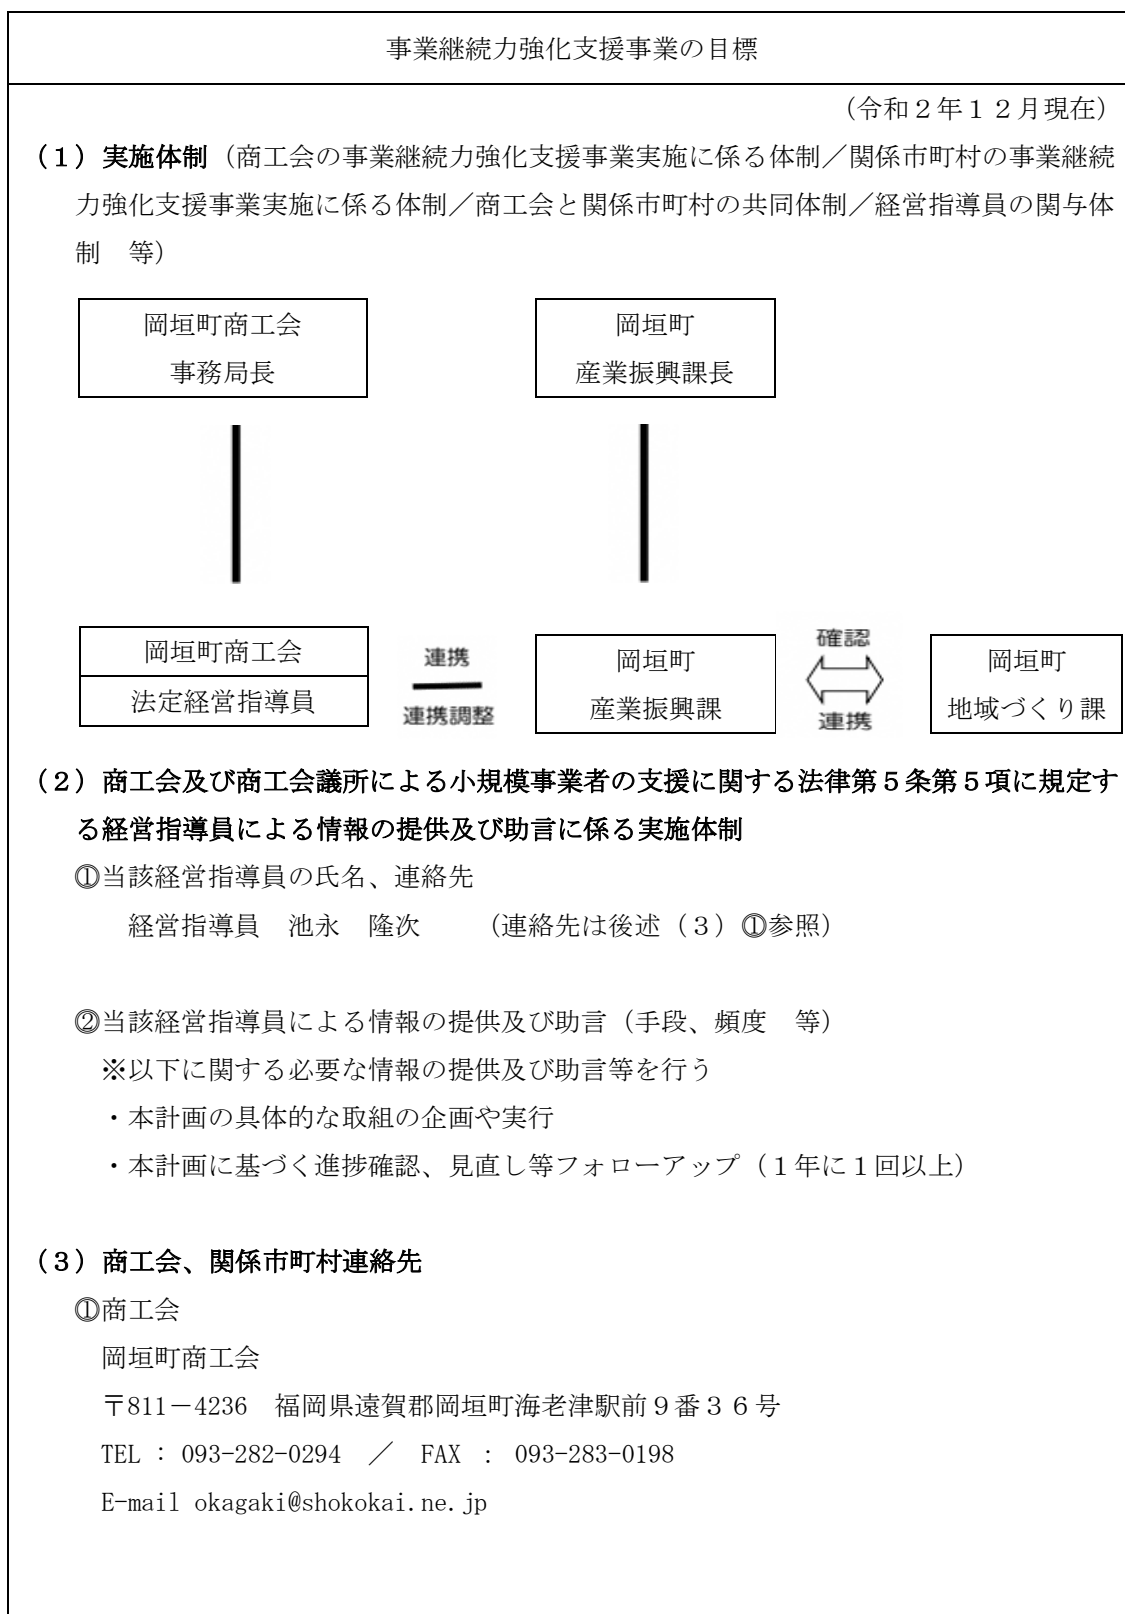 事業継続力強化支援事業の目標
（令和２年１２月現在）
（１）実施体制（商工会の事業継続力強化支援事業実施に係る体制／関係市町村の事業継続
力強化支援事業実施に係る体制／商工会と関係市町村の共同体制／経営指導員の関与体
制　等）
岡垣町商工会
事務局長
岡垣町
産業振興課長
岡垣町商工会
法定経営指導員
連携
連携調整
岡垣町
産業振興課
確認
連携
岡垣町
地域づくり課
（２）商工会及び商工会議所による小規模事業者の支援に関する法律第５条第５項に規定す
る経営指導員による情報の提供及び助言に係る実施体制
①当該経営指導員の氏名、連絡先
経営指導員　池永　隆次　　（連絡先は後述（３）①参照）
②当該経営指導員による情報の提供及び助言（手段、頻度　等）
※以下に関する必要な情報の提供及び助言等を行う
・本計画の具体的な取組の企画や実行
・本計画に基づく進捗確認、見直し等フォローアップ（１年に１回以上）
（３）商工会、関係市町村連絡先
①商工会
岡垣町商工会
〒811－4236　福岡県遠賀郡岡垣町海老津駅前９番３６号
TEL : 093-282-0294　／　FAX : 093-283-0198
E-mail okagaki@shokokai.ne.jp